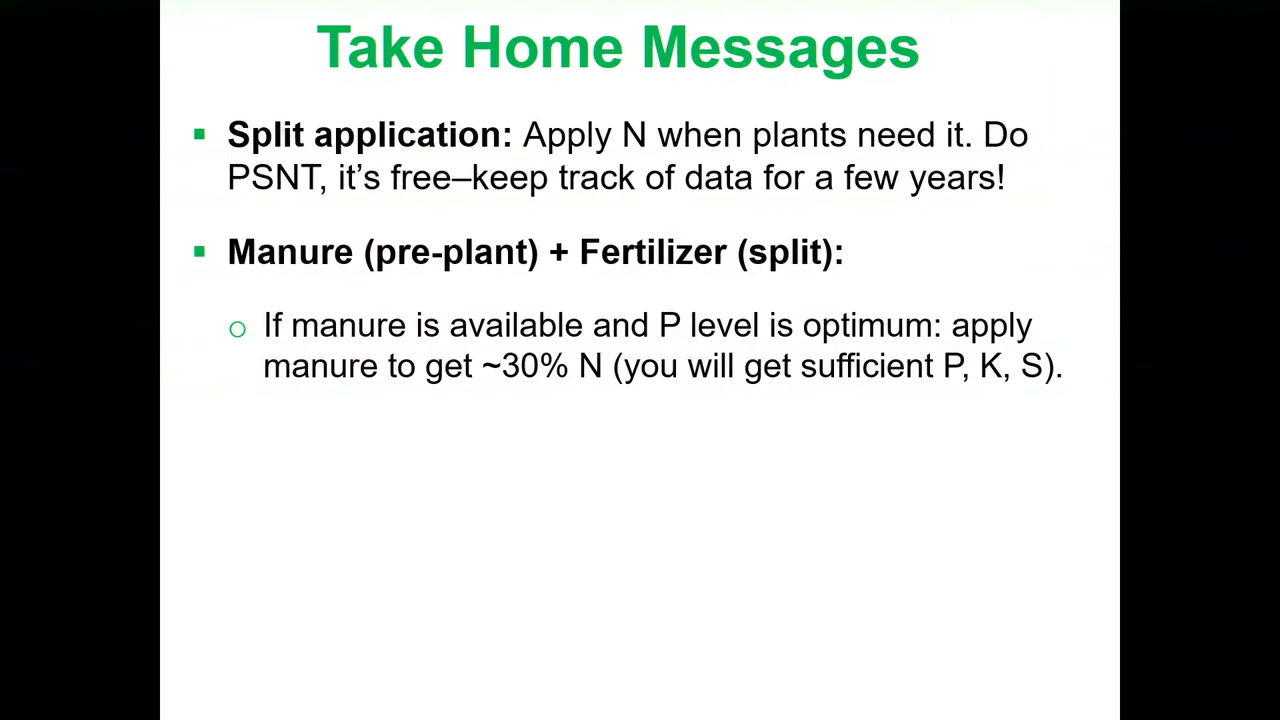 Take Home Messages
▪ Split application: Apply N when plants need it. Do
PSNT, it’s free–keep track of data for a few years!
▪ Manure (pre-plant) + Fertilizer (split):
o If manure is available and P level is optimum: apply
manure to get ~30% N (you will get sufficient P, K, S).